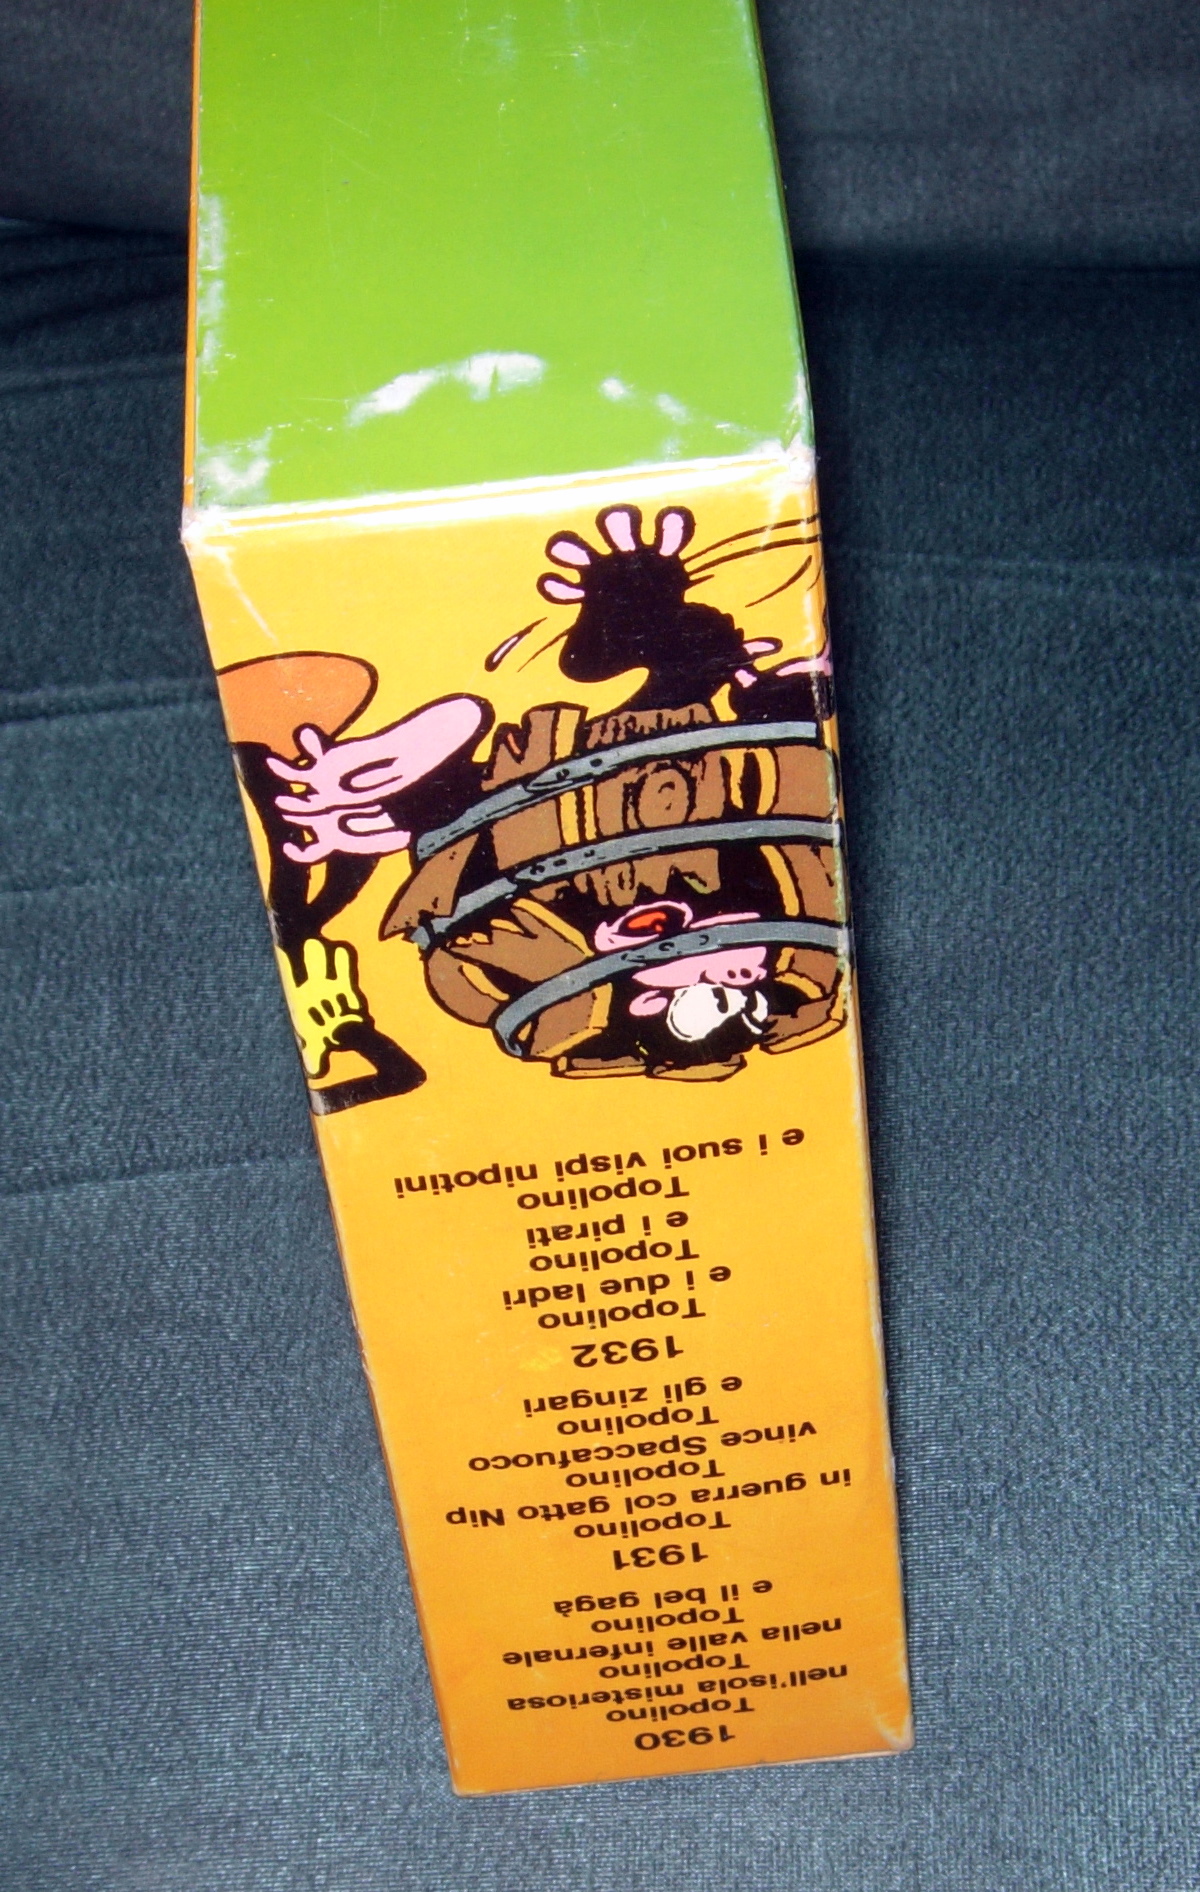 1930
Topolino
nell'isola misteriosa
Topolino
nella valle infernale
Topolino
e il bel gagà
1931
Topolino
in guerra col gatto Nip
Topolino
vince Spaccafuoco
Topolino
e gli zingari
1932
Topolino
e i due ladri
Topolino
e i pirati
Topolino
e i suoi vispi nipotini